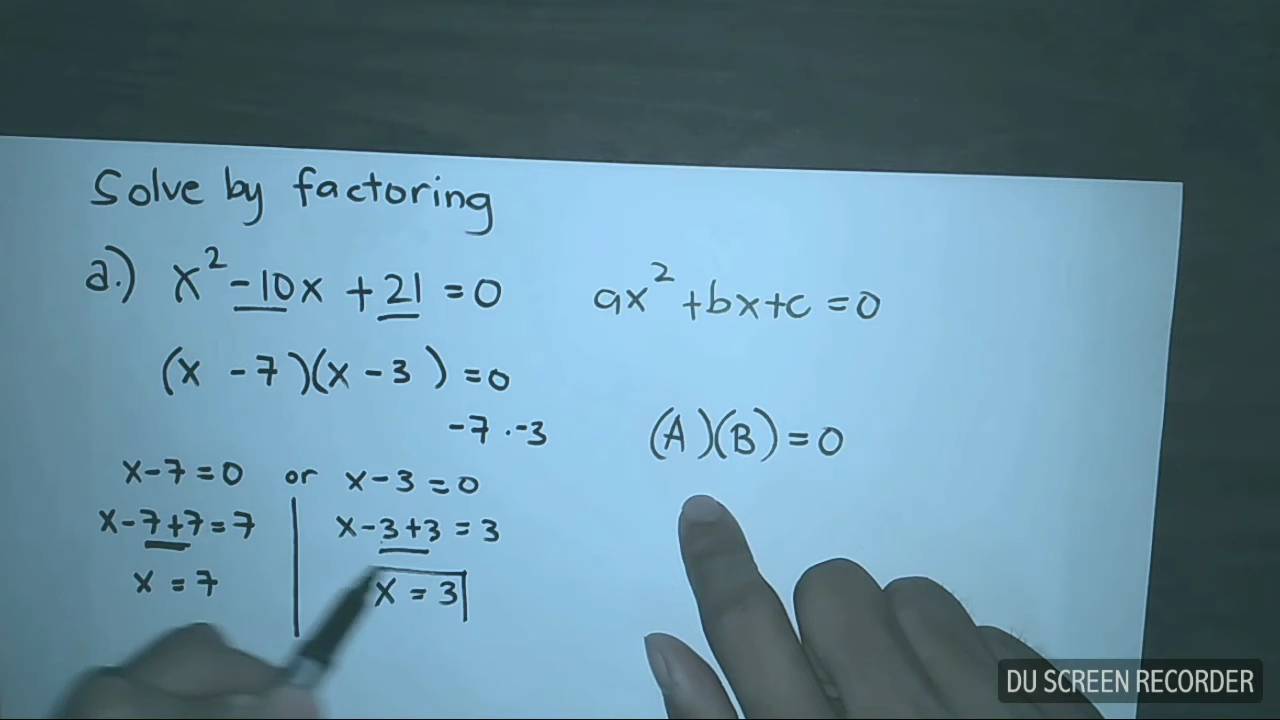 Solve by factoring
a.) x² - 10x + 21 = 0
ax² + bx + c = 0
(x - 7)(x - 3) = 0
-7 · -3
(A)(B) = 0
x - 7 = 0 or x - 3 = 0
x - 7 + 7 = 7
x - 3 + 3 = 3
x = 7
x = 3
DU SCREEN RECORDER